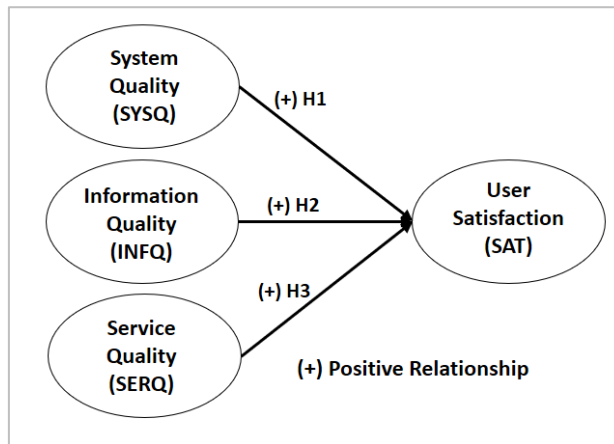 System
Quality
(SYSQ)
(+) H1
Information
Quality
(INFQ)
(+) H2
User
Satisfaction
(SAT)
(+) H3
Service
Quality
(SERQ)
(+) Positive Relationship